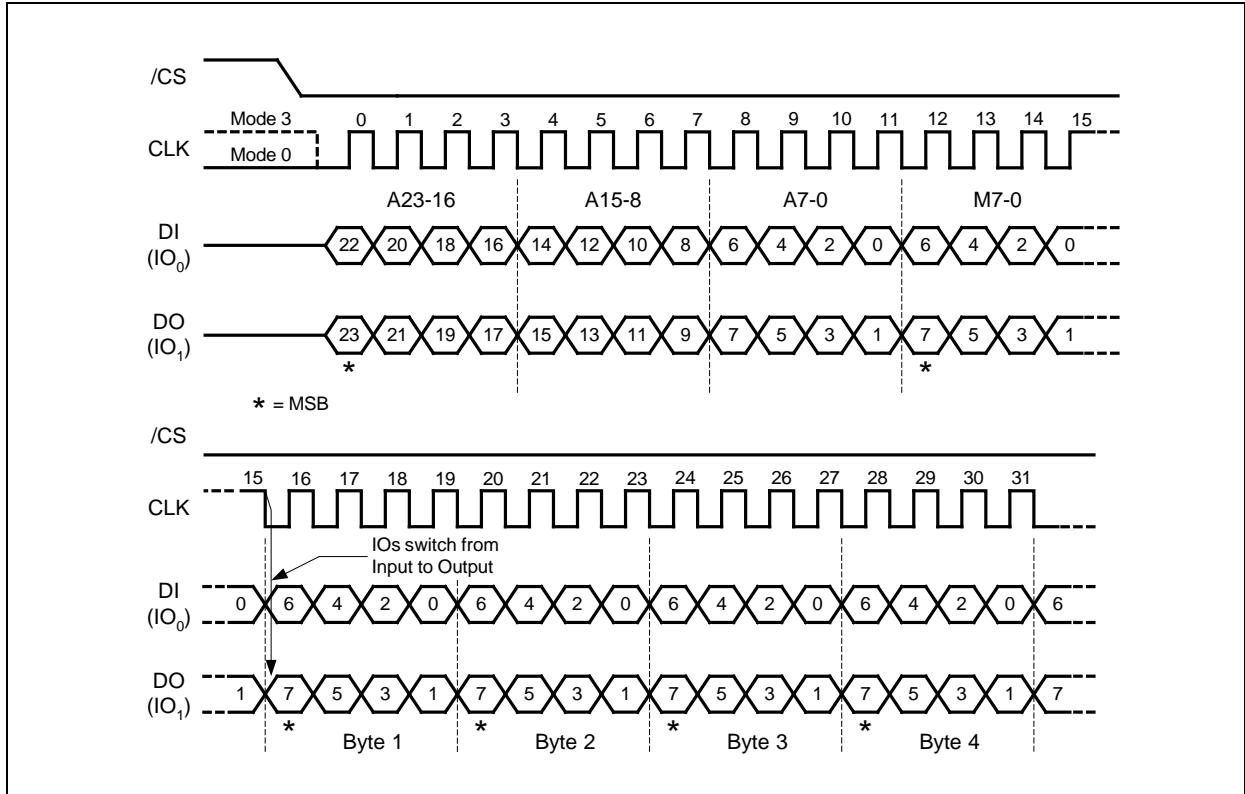 /CS
Mode 3 0 1 2 3 4 5 6 7 8 9 10 11 12 13 14 15
CLK
Mode 0
A23-16 A15-8 A7-0 M7-0
DI
(IO0)
22 20 18 16 14 12 10 8 6 4 2 0 6 4 2 0
DO
(IO1)
23 21 19 17 15 13 11 9 7 5 3 1 7 5 3 1
* *
* = MSB
/CS
15 16 17 18 19 20 21 22 23 24 25 26 27 28 29 30 31
CLK
IOs switch from
Input to Output
DI
(IO0)
0 6 4 2 0 6 4 2 0 6 4 2 0 6 4 2 0 6
DO
(IO1)
1 7 5 3 1 7 5 3 1 7 5 3 1 7 5 3 1 7
* * * *
Byte 1 Byte 2 Byte 3 Byte 4